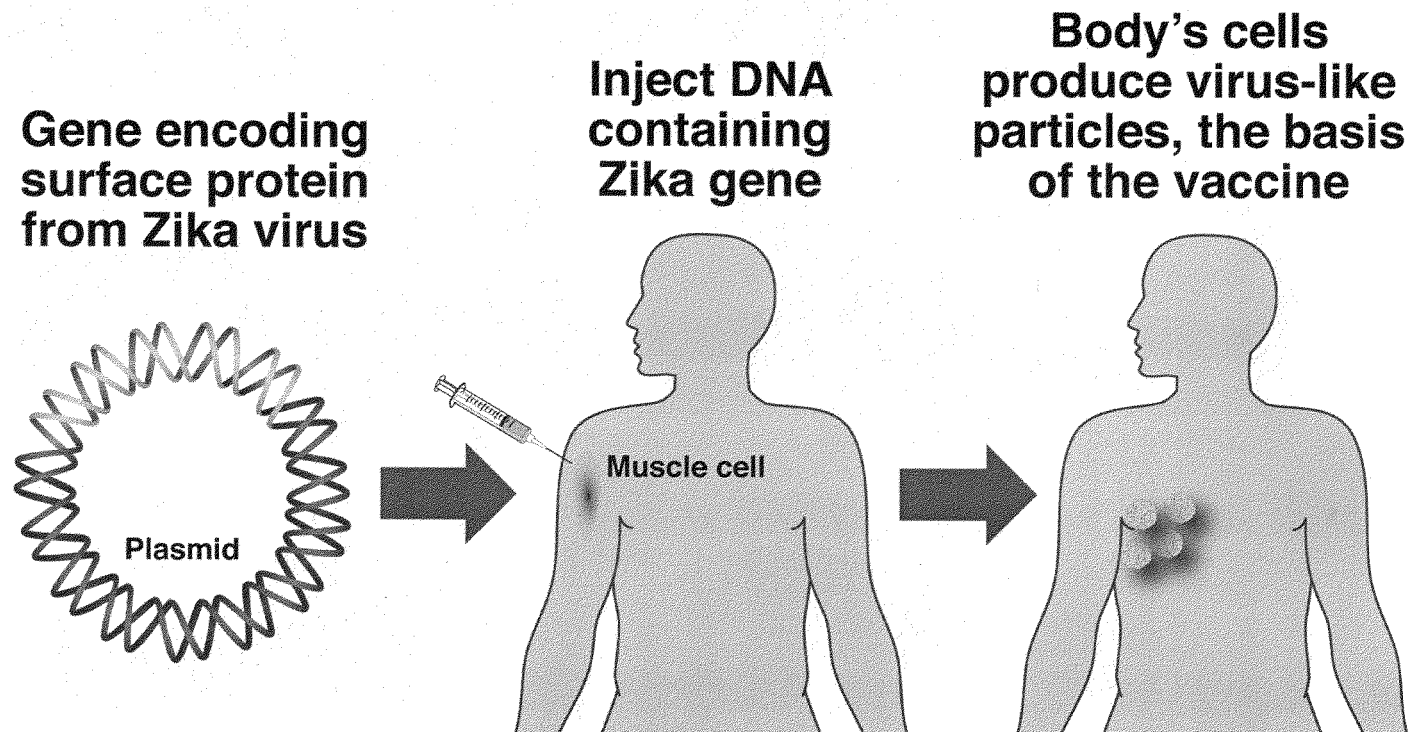 Gene encoding
surface protein
from Zika virus
Plasmid
Inject DNA
containing
Zika gene
Muscle cell
Body's cells
produce virus-like
particles, the basis
of the vaccine